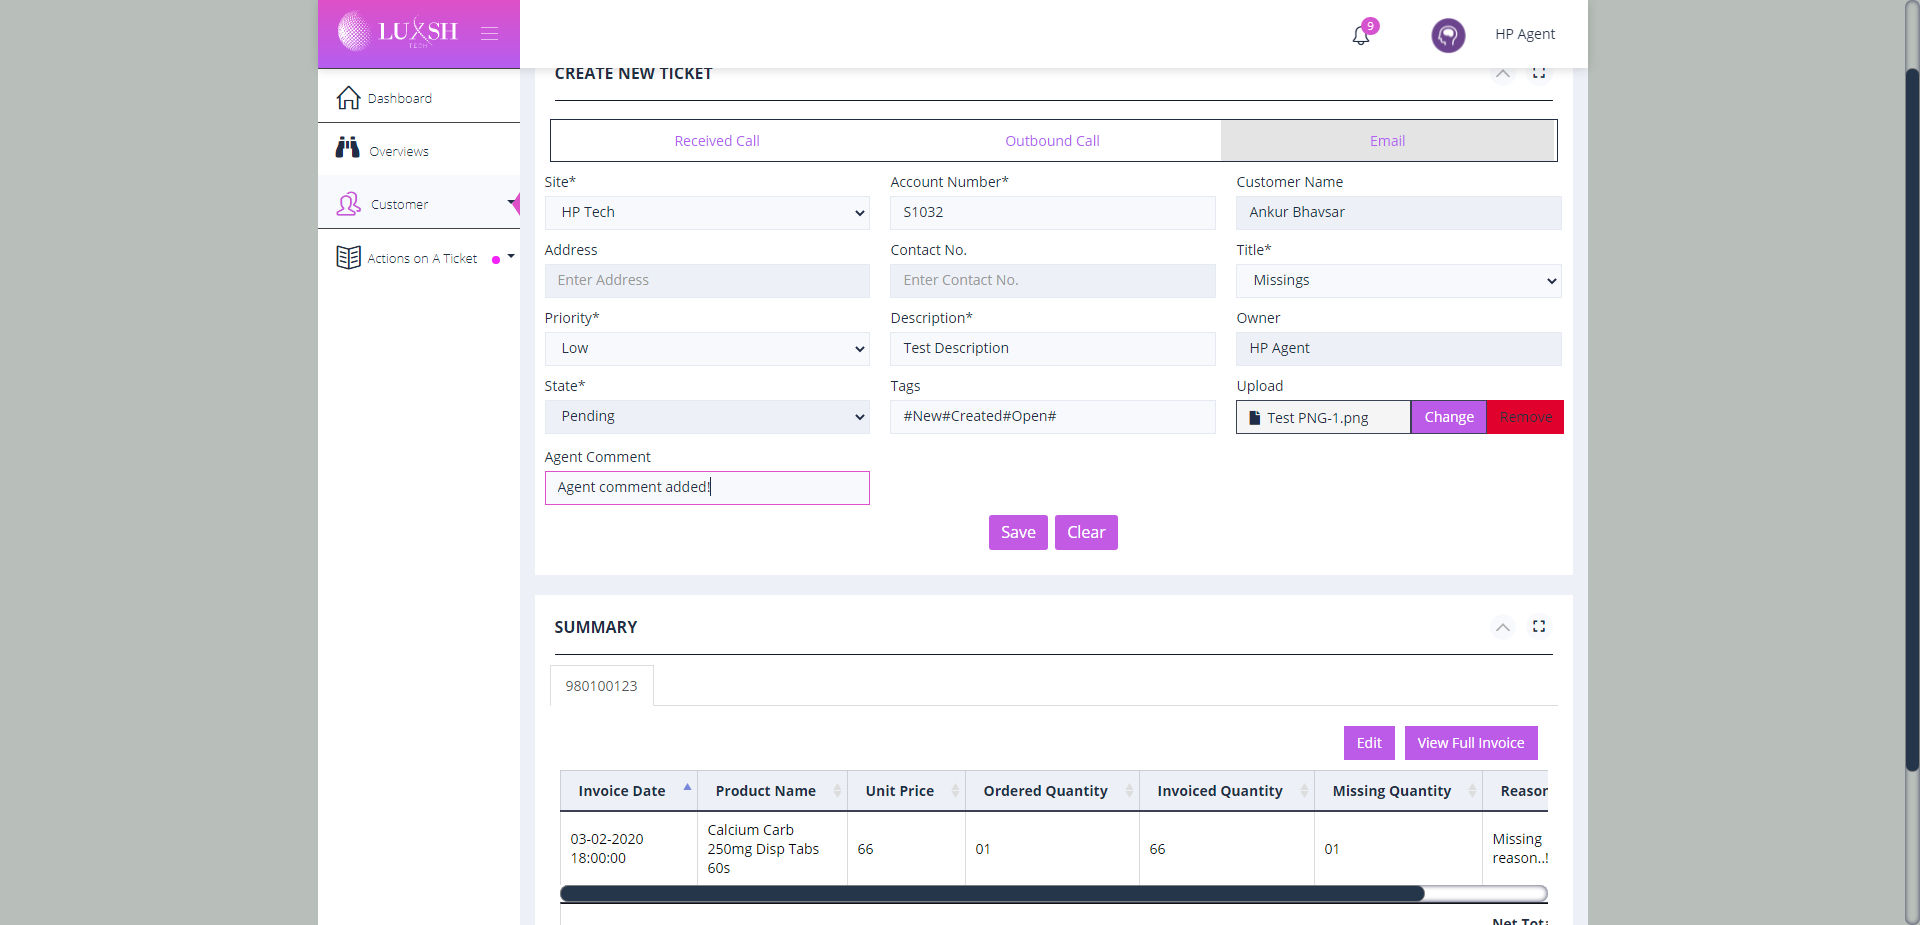 LUXSH
TECH
9
HP Agent
Dashboard
Overviews
Customer
Actions on A Ticket
CREATE NEW TICKET
Received Call
Outbound Call
Email
Site*
Account Number*
Customer Name
HP Tech
S1032
Ankur Bhavsar
Address
Contact No.
Title*
Enter Address
Enter Contact No.
Missings
Priority*
Description*
Owner
Low
Test Description
HP Agent
State*
Tags
Upload
Pending
#New#Created#Open#
Test PNG-1.png
Change
Remove
Agent Comment
Agent comment added!
Save
Clear
SUMMARY
980100123
Edit
View Full Invoice
Invoice Date
Product Name
Unit Price
Ordered Quantity
Invoiced Quantity
Missing Quantity
Reason
03-02-2020
18:00:00
Calcium Carb
250mg Disp Tabs
60s
66
01
66
01
Missing
reason..!
Net Tota